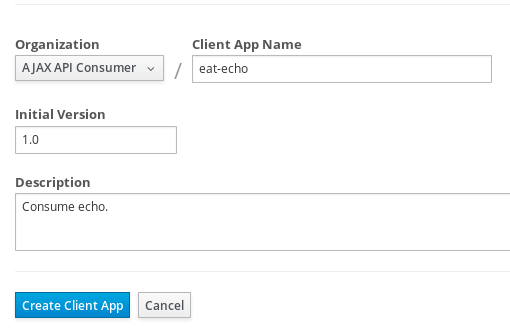 Organization Client App Name
AJAX API Consumer / eat-echo
Initial Version
1.0
Description
Consume echo.
Create Client App Cancel